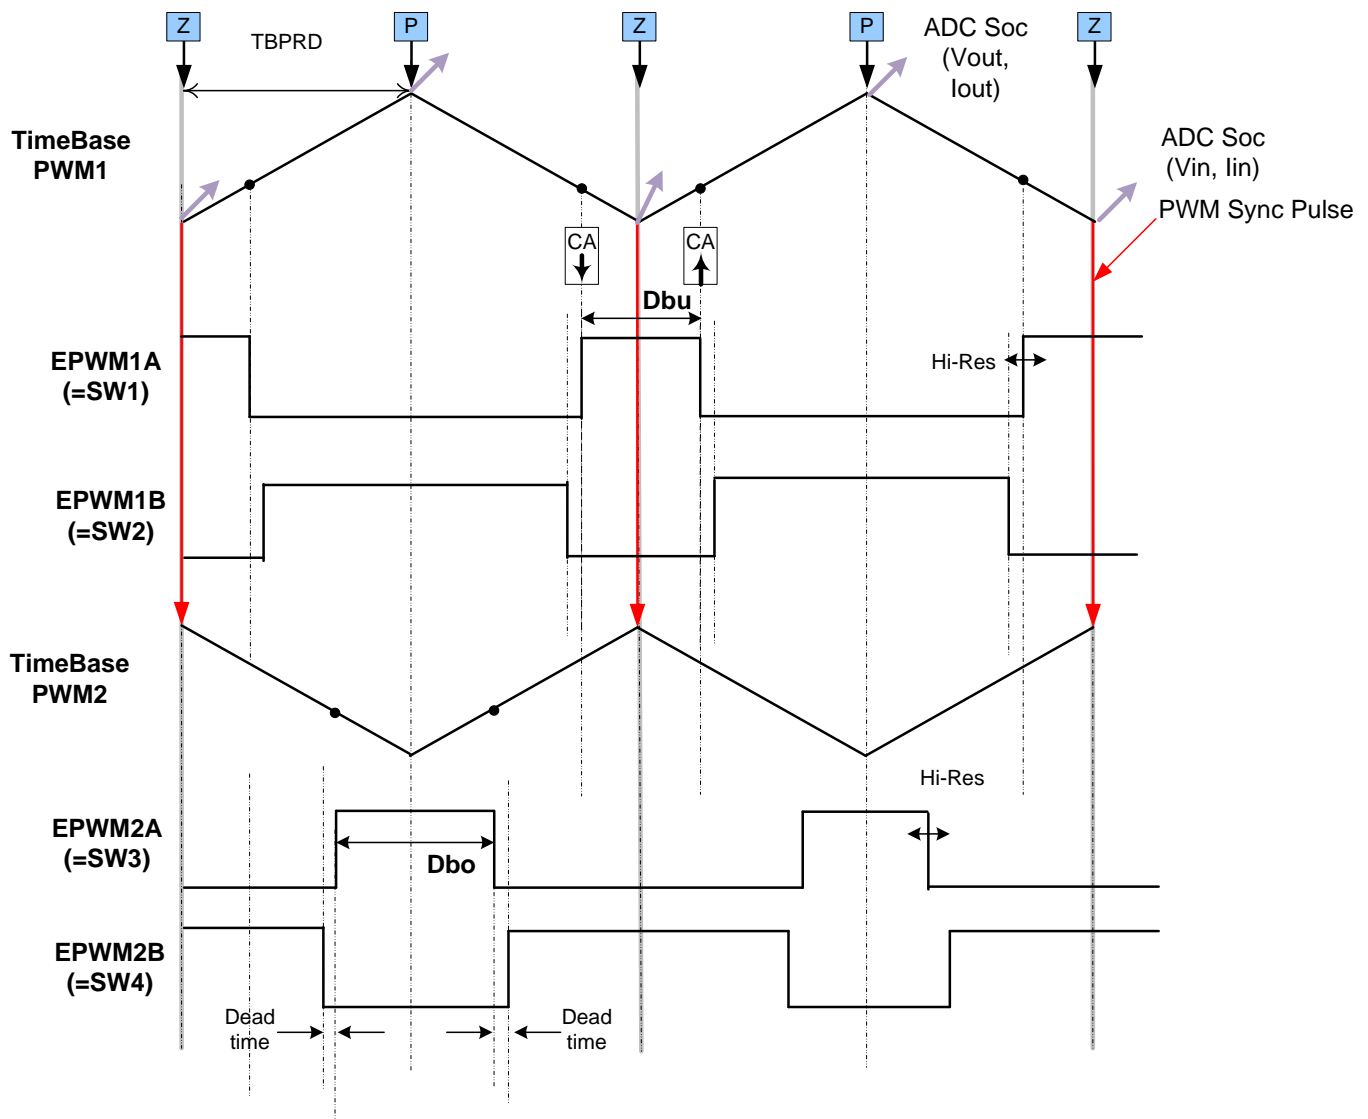 Z
P
Z
P
Z
TBPRD
ADC Soc
(Vout,
Iout)
TimeBase
PWM1
ADC Soc
(Vin, Iin)
PWM Sync Pulse
CA
CA
Dbu
EPWM1A
(=SW1)
Hi-Res
EPWM1B
(=SW2)
TimeBase
PWM2
Hi-Res
EPWM2A
(=SW3)
Dbo
EPWM2B
(=SW4)
Dead
time
Dead
time